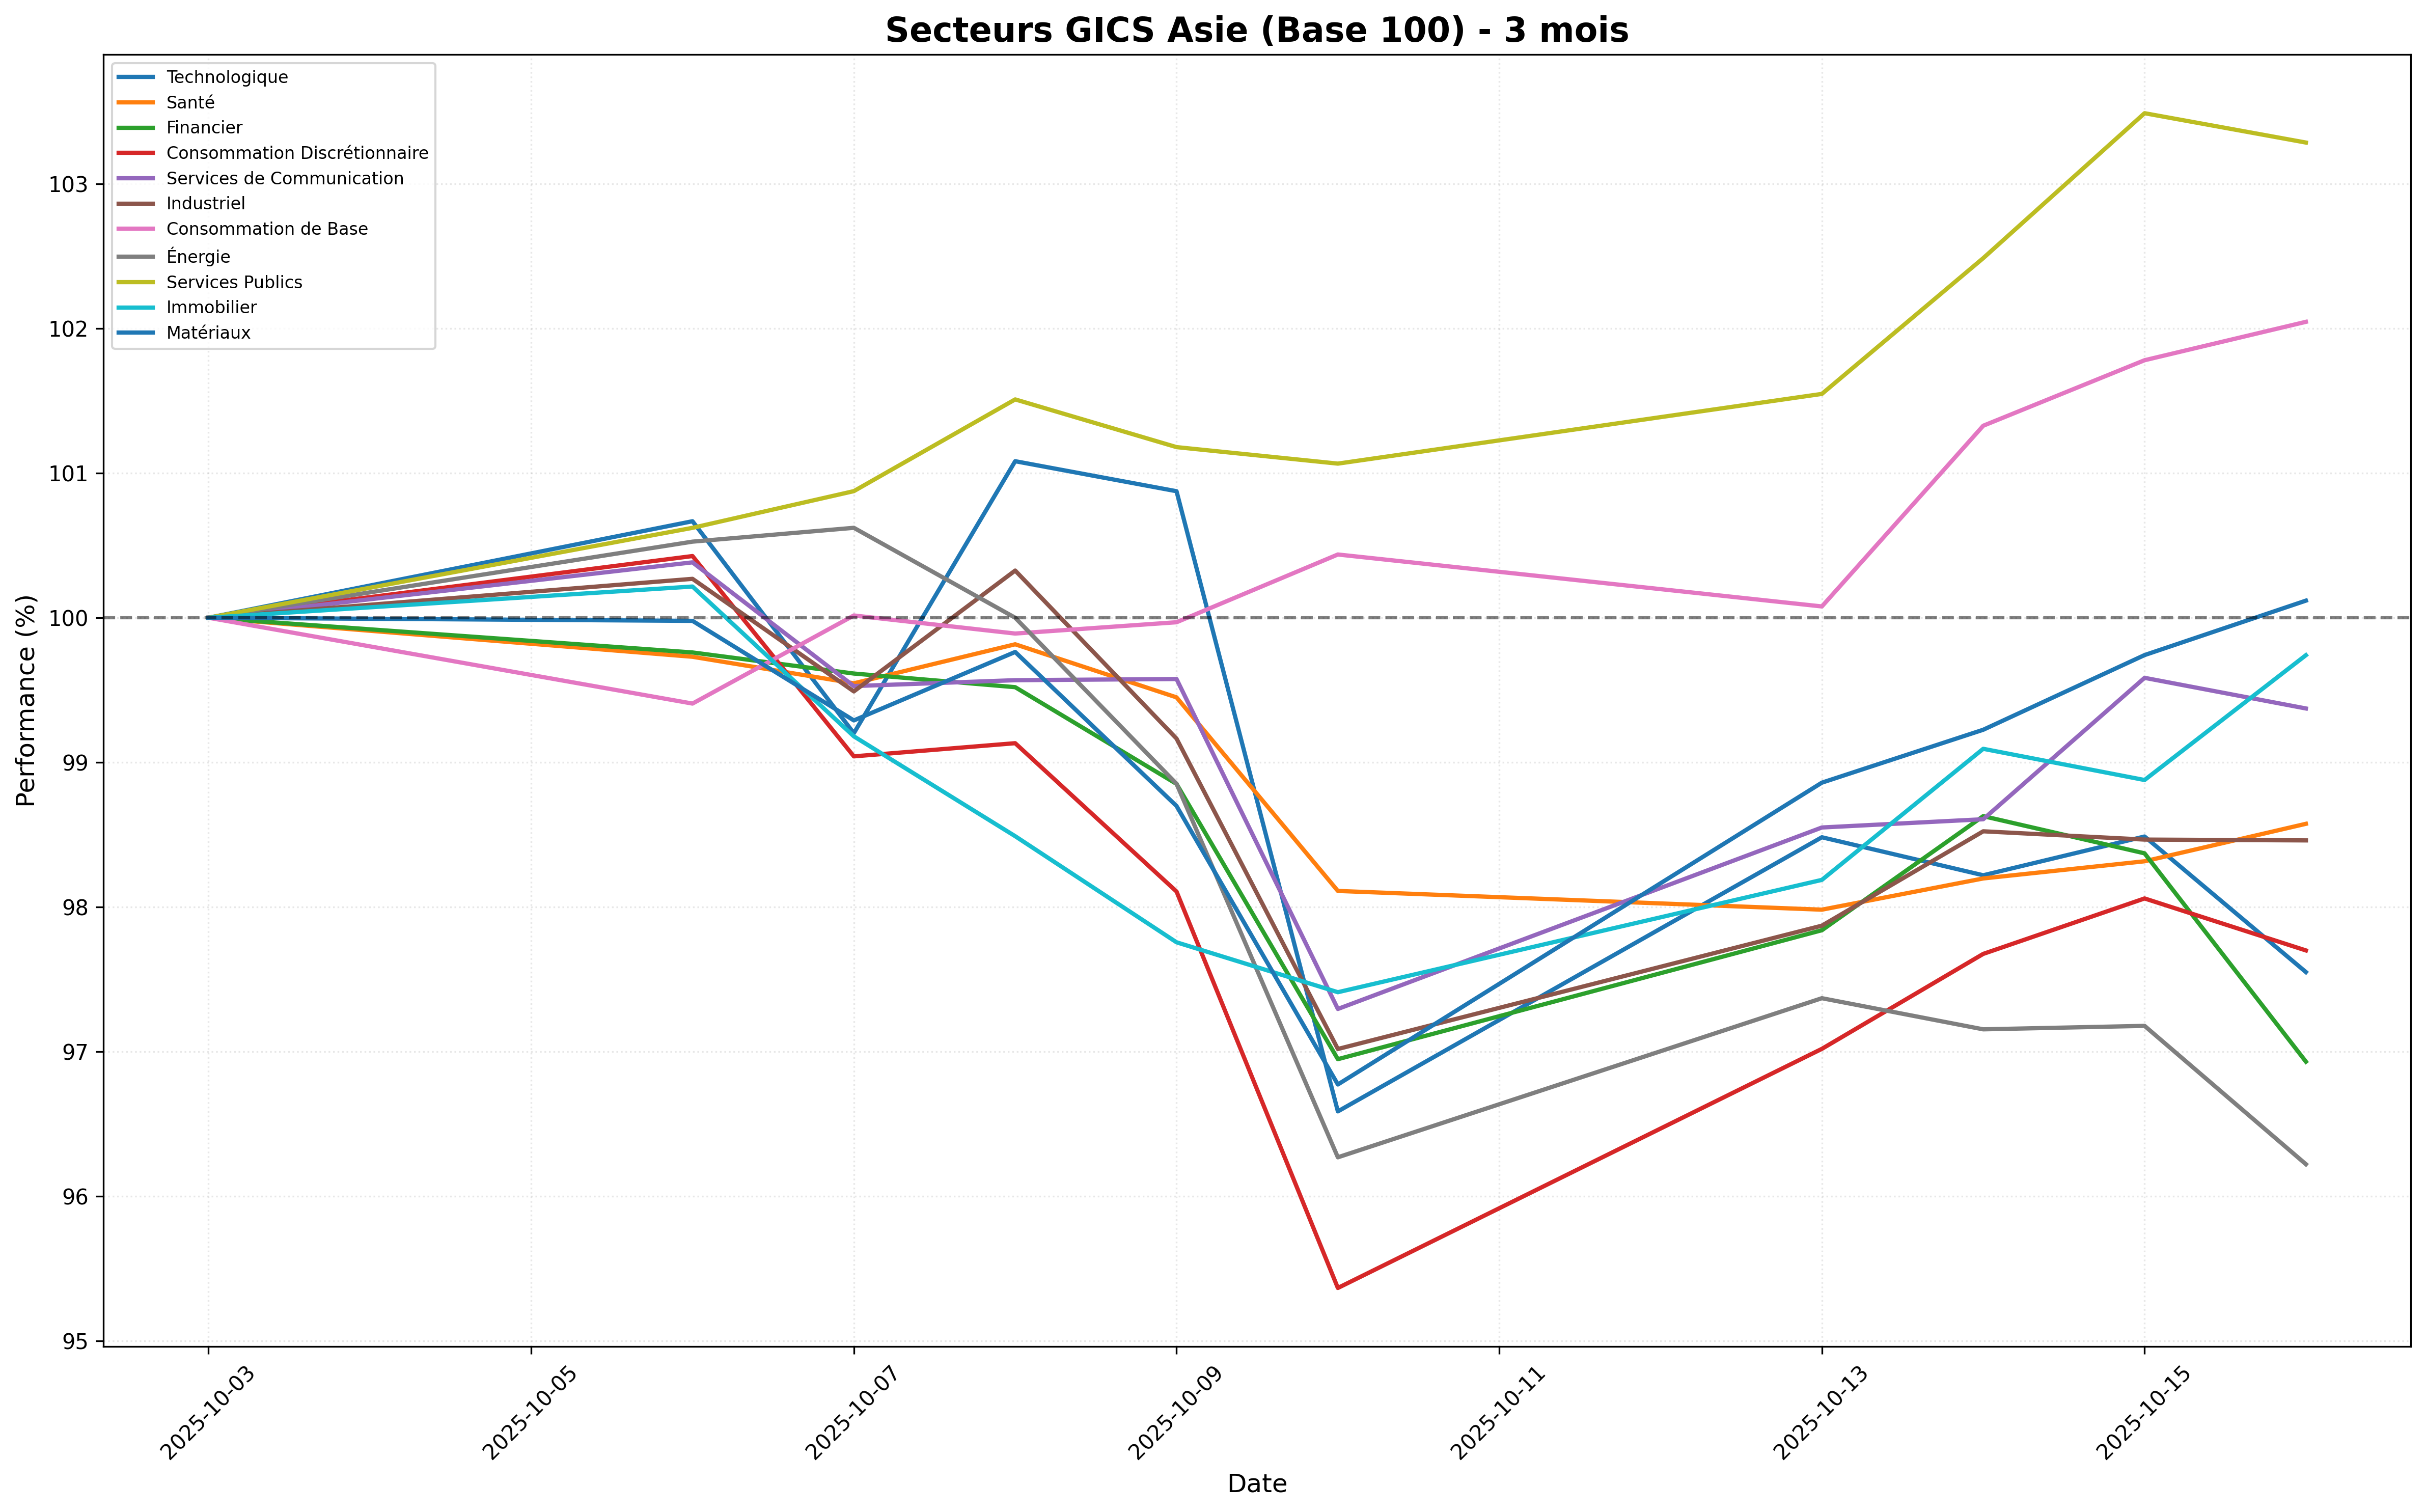 Secteurs GICS Asie (Base 100) - 3 mois
Technologique
Santé
Financier
Consommation Discrétionnaire
Services de Communication
Industriel
Consommation de Base
Énergie
Services Publics
Immobilier
Matériaux
Performance (%)
103
102
101
100
99
98
97
96
95
2025-10-03
2025-10-05
2025-10-07
2025-10-09
2025-10-11
2025-10-13
2025-10-15
Date